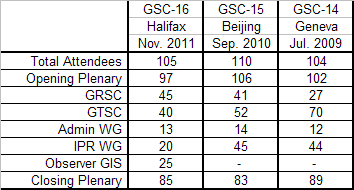 GSC-16 GSC-15 GSC-14
Halifax Beijing Geneva
Nov. 2011 Sep. 2010 Jul. 2009
Total Attendees 105 110 104
Opening Plenary 97 106 102
GRSC 45 41 27
GTSC 40 52 70
Admin WG 13 14 12
IPR WG 20 45 44
Observer GIS 25 - -
Closing Plenary 85 83 89